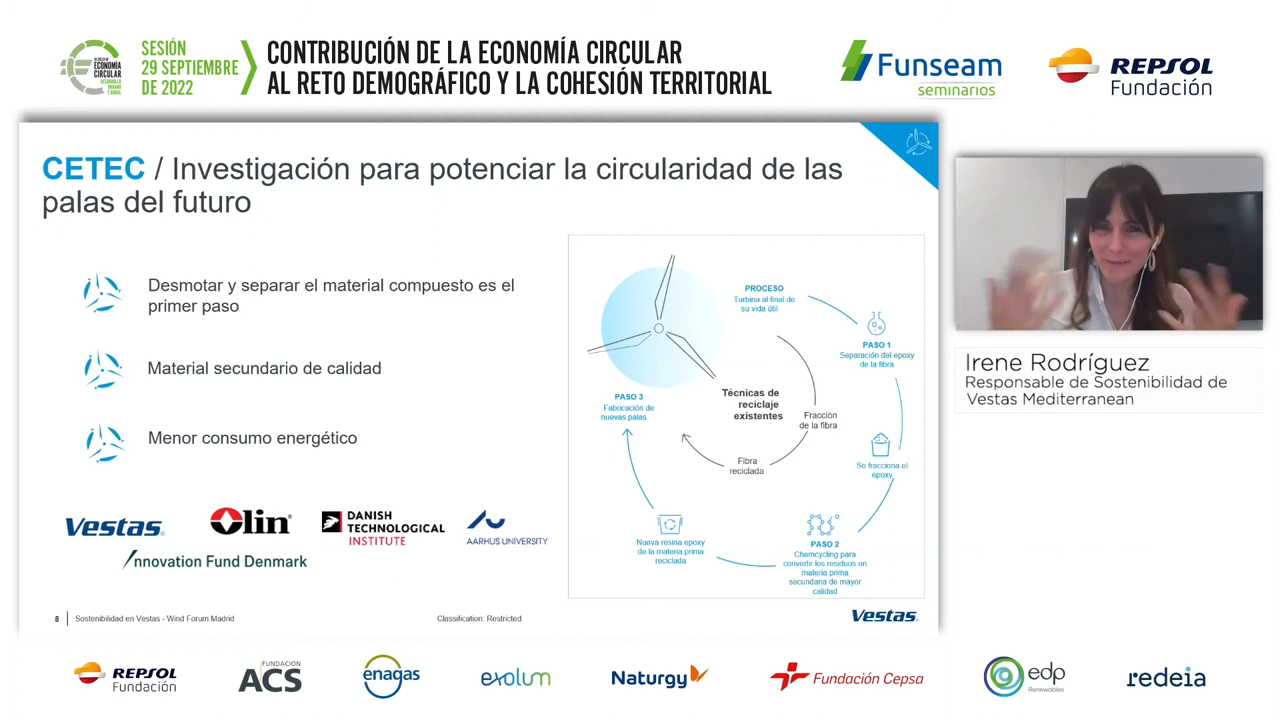 SESIÓN
29 SEPTIEMBRE
DE 2022
CONTRIBUCIÓN DE LA ECONOMÍA CIRCULAR
AL RETO DEMOGRÁFICO Y LA COHESIÓN TERRITORIAL
ECONOMÍA
CIRCULAR
Funseam
seminarios
REPSOL
Fundación
CETEC / Investigación para potenciar la circularidad de las
palas del futuro
Desmotar y separar el material compuesto es el
primer paso
Material secundario de calidad
Menor consumo energético
PROCESO
Turbina al final de
su vida útil
PASO 1
Separación del epoxy
de la fibra
Se fracciona el
epoxy
PASO 2
Chemcycling para
convertir los residuos en
materia prima
secundaria de mayor
calidad
Nueva resina epoxy
de la materia prima
reciclada
PASO 3
Fabricación de
nuevas palas
Técnicas de
reciclaje
existentes
Fracción
de la fibra
Fibra
reciclada
Vestas
Olin
DANISH
TECHNOLOGICAL
INSTITUTE
AARHUS UNIVERSITY
Innovation Fund Denmark
8
Sostenibilidad en Vestas - Wind Forum Madrid
Classification: Restricted
Vestas
Irene Rodríguez
Responsable de Sostenibilidad de
Vestas Mediterranean
REPSOL
Fundación
FUNDACIÓN
ACS
enagas
exolum
Naturgy
Fundación Cepsa
edp
Renewables
redeia